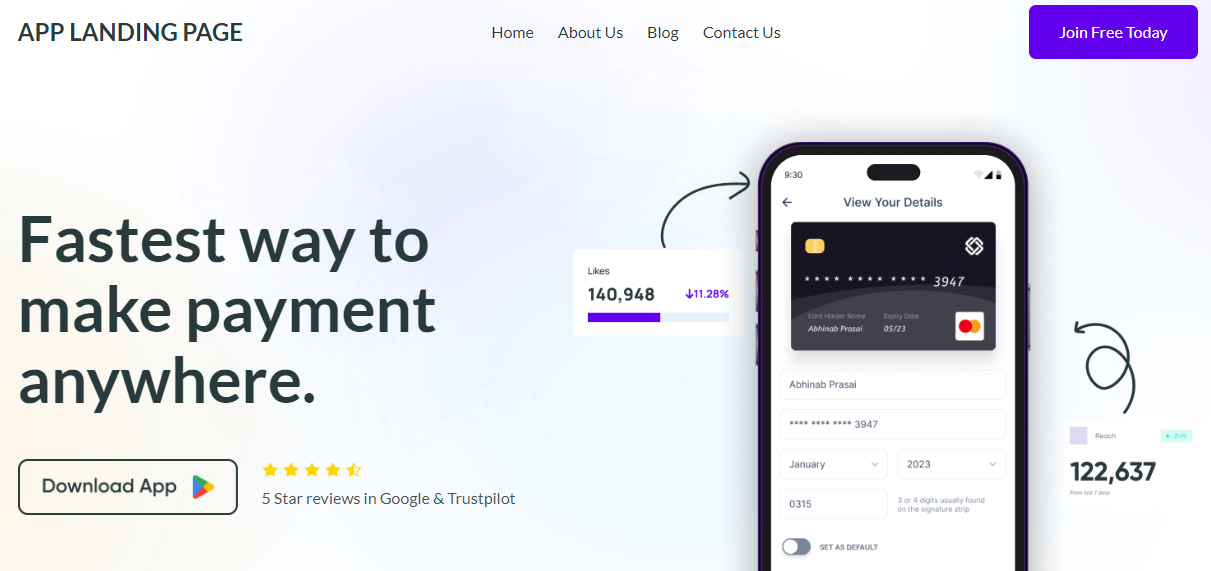 APP LANDING PAGE
Home About Us Blog Contact Us
Join Free Today
Fastest way to
make payment
anywhere.
Download App
5 Star reviews in Google & Trustpilot
Likes
140,948 11.28%
9:30
View Your Details
**** **** **** 3947
Card Holder Name Expiry Date
Abhinab Prasai 05/23
Abhinab Prasai
**** **** **** 3947
January 2023
0315
3 or 4 digits usually found
on the signature strip
SET AS DEFAULT
Reach
122,637
From last 7 days